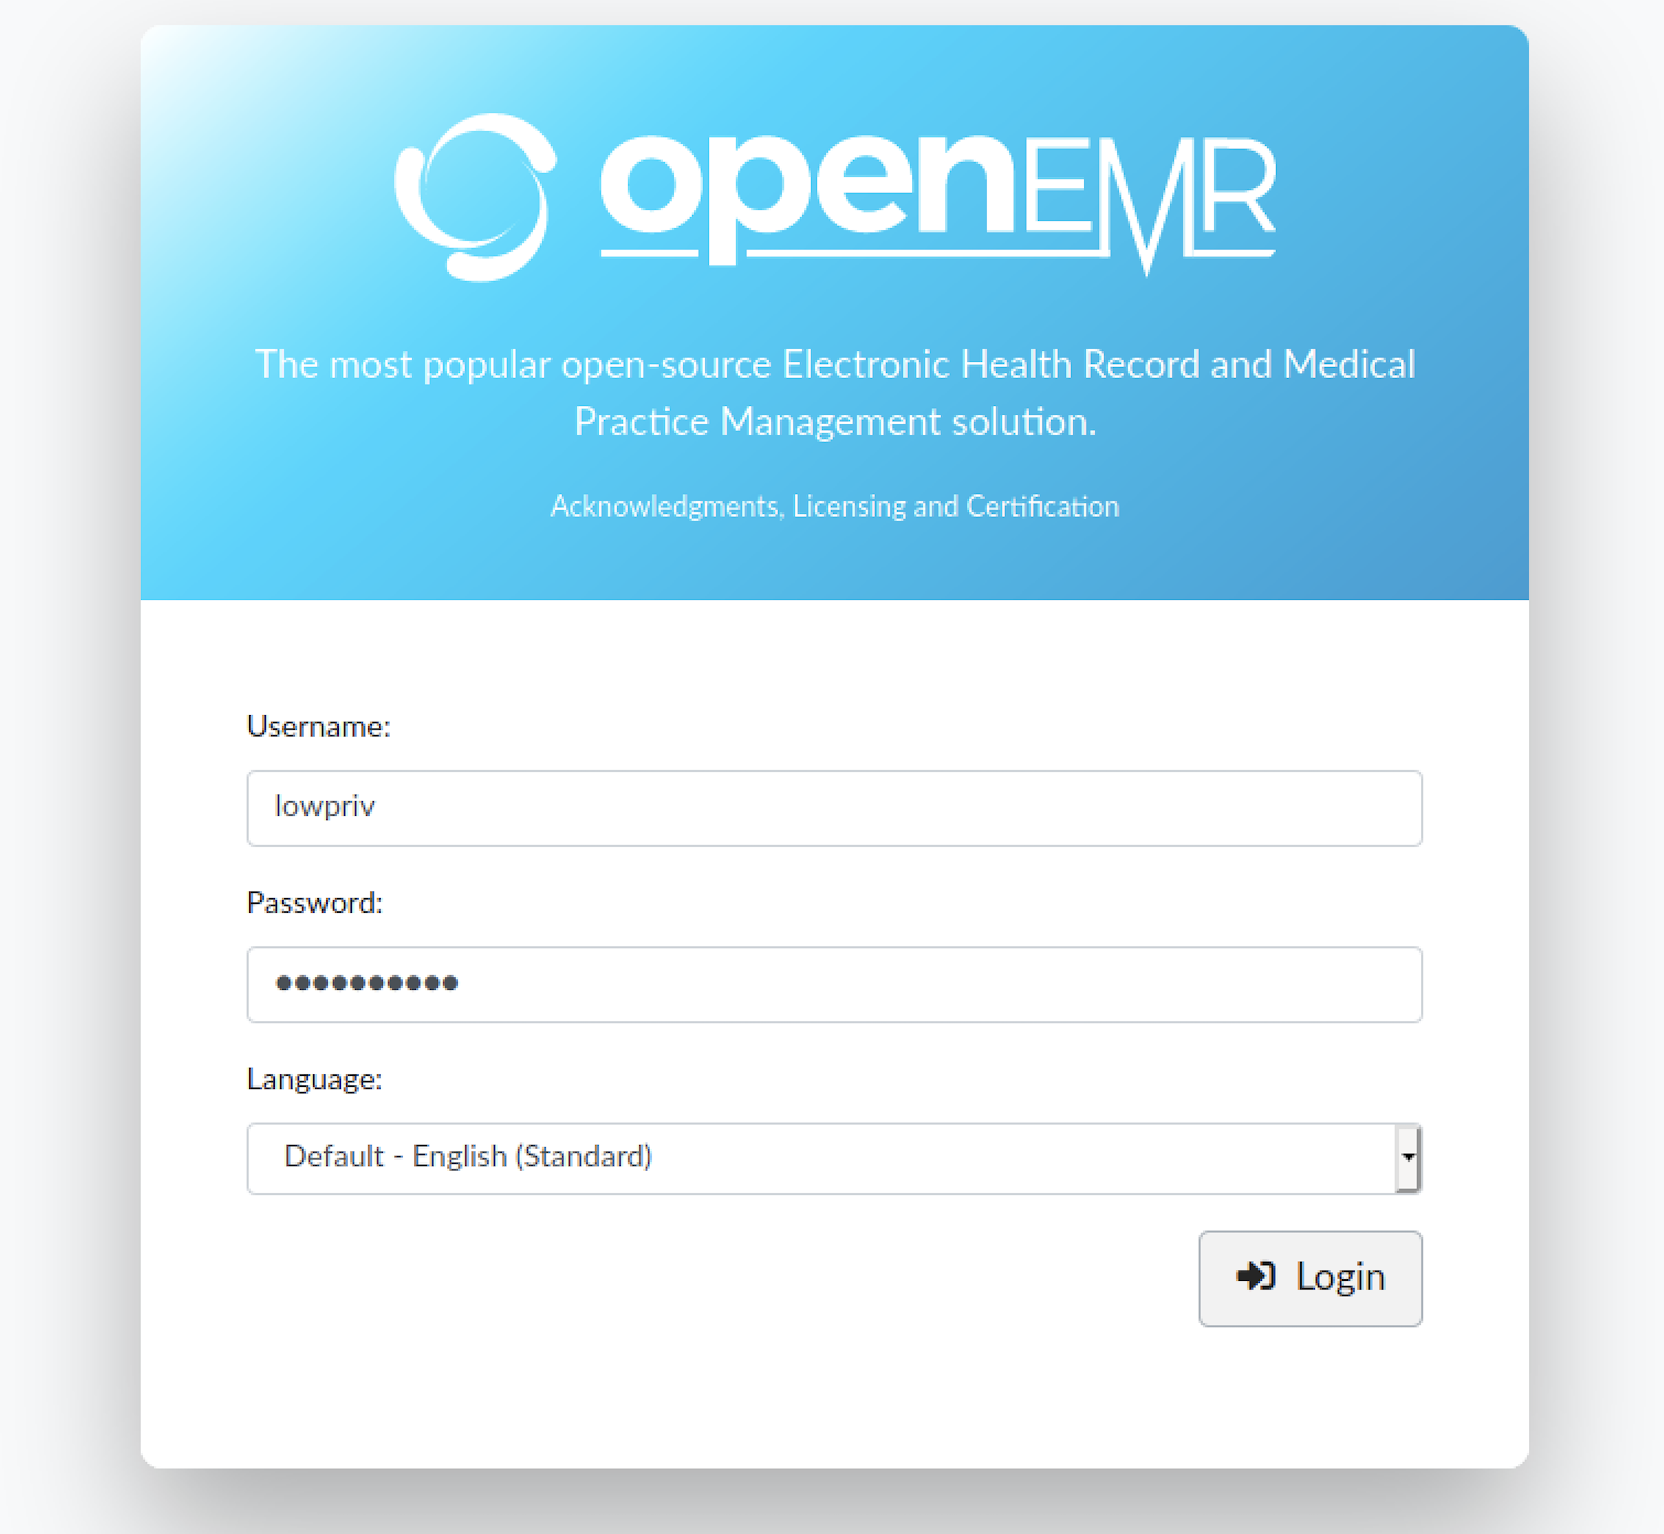 openEMR
The most popular open-source Electronic Health Record and Medical
Practice Management solution.
Acknowledgments, Licensing and Certification
Username:
lowpriv
Password:
●●●●●●●●●●
Language:
Default - English (Standard)
Login